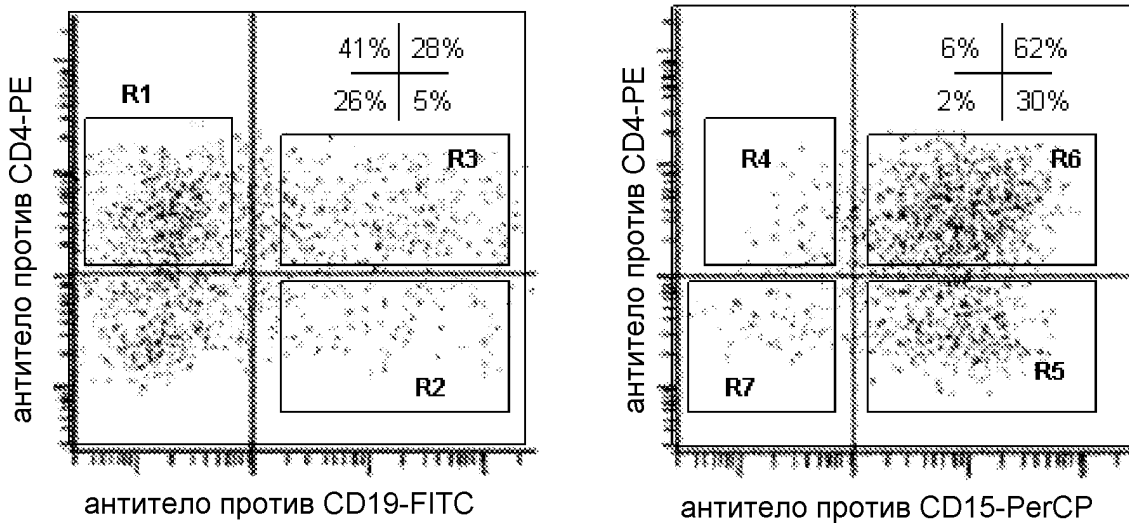 антитело против CD4-PE
41% 28%
26% 5%
R1
R3
R2
антитело против CD19-FITC
антитело против CD4-PE
6% 62%
2% 30%
R4
R6
R7
R5
антитело против CD15-PerCP